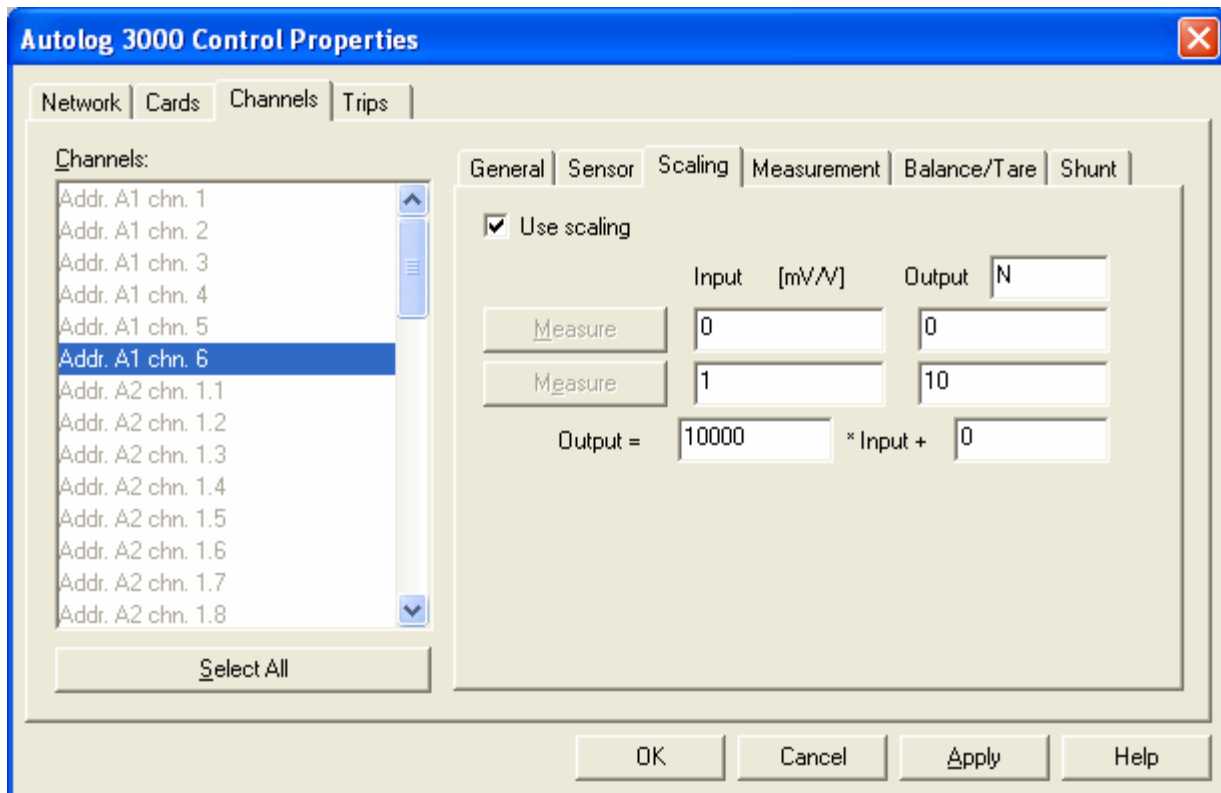 Autolog 3000 Control Properties
Network Cards Channels Trips
Channels:
Addr. A1 chn. 1
Addr. A1 chn. 2
Addr. A1 chn. 3
Addr. A1 chn. 4
Addr. A1 chn. 5
Addr. A1 chn. 6
Addr. A2 chn. 1.1
Addr. A2 chn. 1.2
Addr. A2 chn. 1.3
Addr. A2 chn. 1.4
Addr. A2 chn. 1.5
Addr. A2 chn. 1.6
Addr. A2 chn. 1.7
Addr. A2 chn. 1.8
Select All
General Sensor Scaling Measurement Balance/Tare Shunt
Use scaling
Input [mV/V] Output N
Measure 0 0
Measure 1 10
Output = 10000 * Input + 0
OK Cancel Apply Help